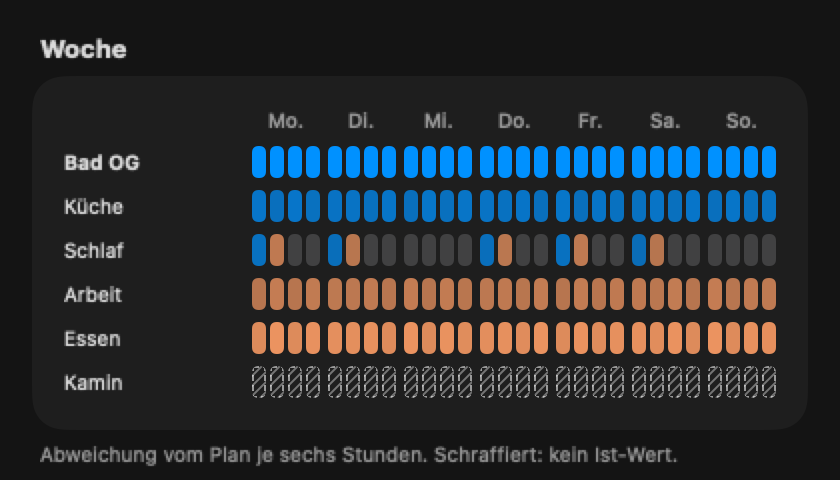 Woche
Mo. Di. Mi. Do. Fr. Sa. So.
Bad OG
Küche
Schlaf
Arbeit
Essen
Kamin
Abweichung vom Plan je sechs Stunden. Schraffiert: kein Ist-Wert.